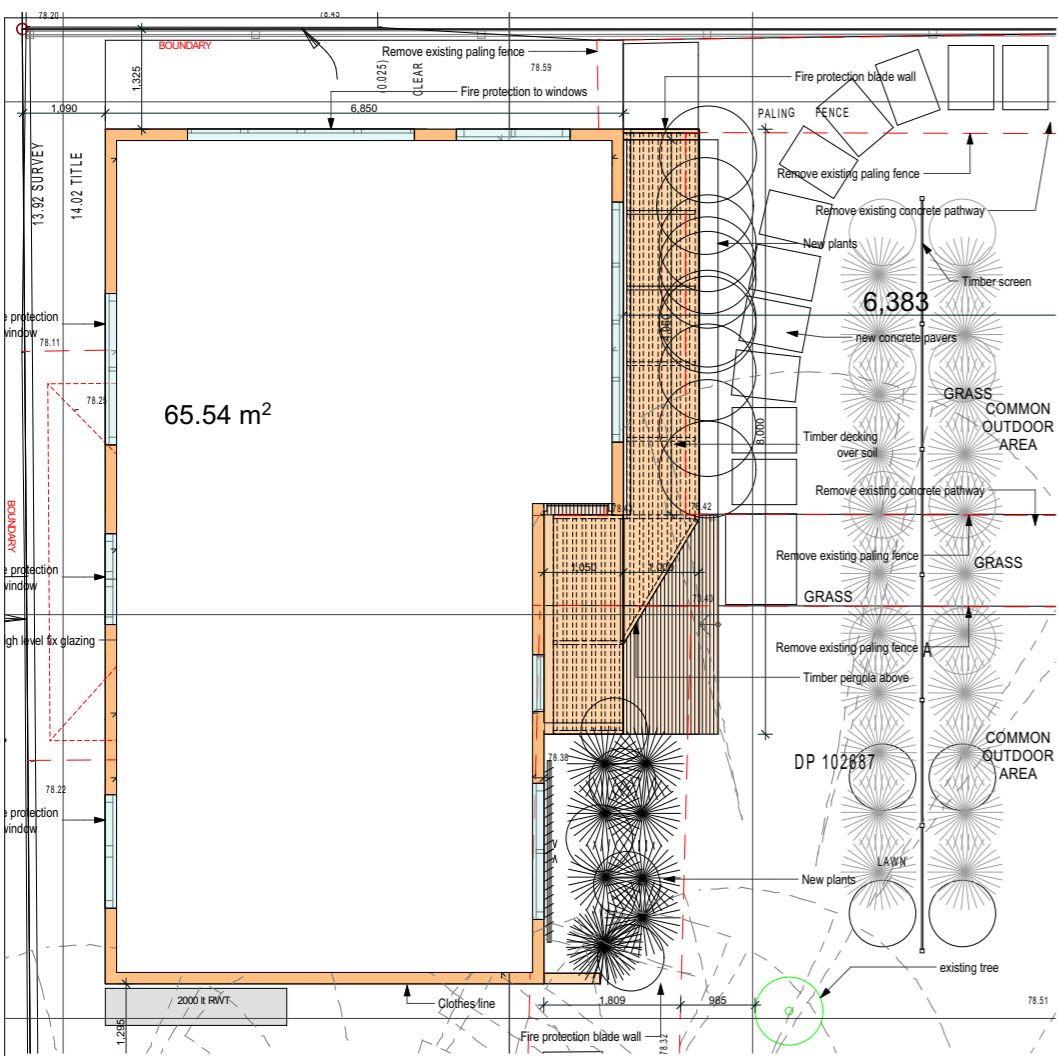 78.20
78.45
BOUNDARY
Remove existing paling fence
1,325
(0.025)
CLEAR
78.59
Fire protection blade wall
1,090
6,850
Fire protection to windows
PALING FENCE
13.92 SURVEY
14.02 TITLE
Remove existing paling fence
Remove existing concrete pathway
New plants
Timber screen
6,383
e protection
window
new concrete pavers
78.11
78.25
65.54 m²
GRASS
COMMON
OUTDOOR
AREA
8,000
Timber decking
over soil
BOUNDARY
Remove existing concrete pathway
78.42
Remove existing paling fence
e protection
window
1,050
1,000
GRASS
GRASS
78.40
igh level fix glazing
Remove existing paling fence
A
Timber pergola above
78.38
DP 102687
COMMON
OUTDOOR
AREA
78.22
e protection
window
LAWN
New plants
existing tree
2000 lt RWT
Clothes line
1,809
985
78.51
1,295
Fire protection blade wall
78.32